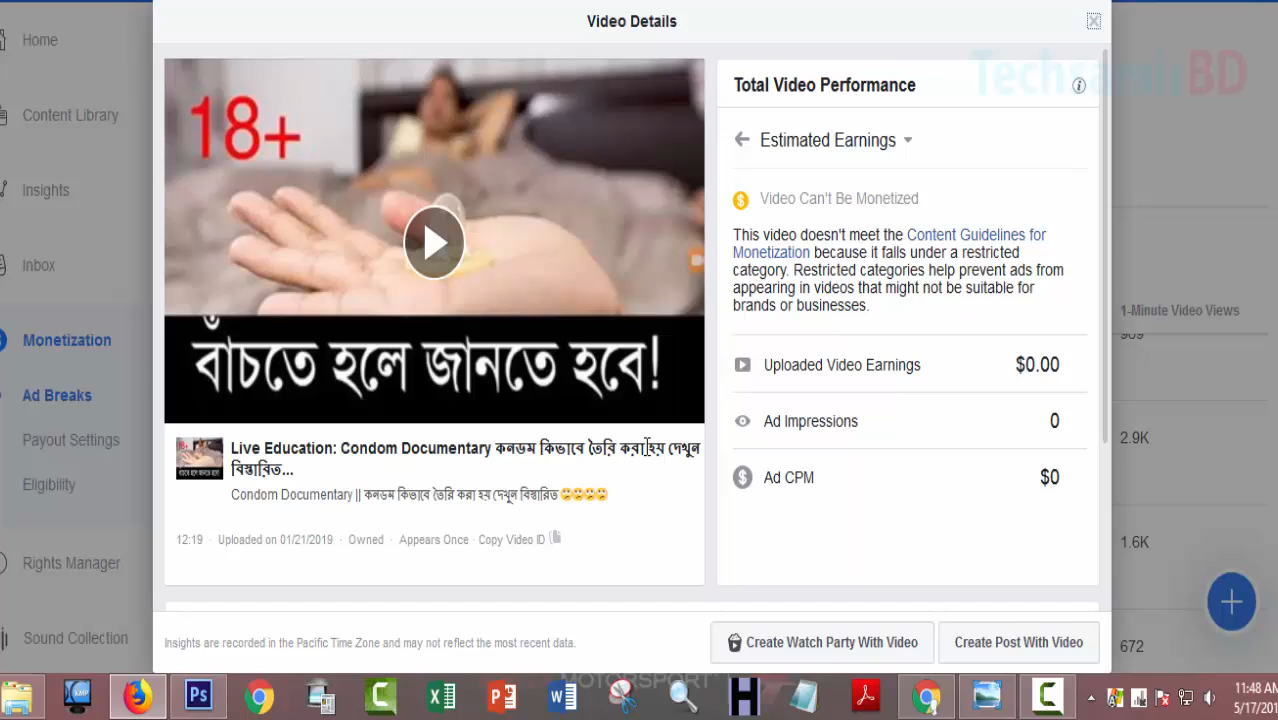 Video Details
TechsamirBD
Home
Content Library
Insights
Inbox
Monetization
Ad Breaks
Payout Settings
Eligibility
Rights Manager
Sound Collection
18+
বাঁচতে হলে জানতে হবে!
Live Education: Condom Documentary কনডম কিভাবে তৈরি করা হয় দেখুন
বিস্তারিত...
Condom Documentary || কনডম কিভাবে তৈরি করা হয় দেখুন বিস্তারিত 🙄🙄🙄🙄
12:19 · Uploaded on 01/21/2019 · Owned · Appears Once · Copy Video ID
Total Video Performance
Estimated Earnings
Video Can't Be Monetized
This video doesn't meet the Content Guidelines for
Monetization because it falls under a restricted
category. Restricted categories help prevent ads from
appearing in videos that might not be suitable for
brands or businesses.
Uploaded Video Earnings $0.00
Ad Impressions 0
Ad CPM $0
1-Minute Video Views
2.9K
1.6K
672
Insights are recorded in the Pacific Time Zone and may not reflect the most recent data.
Create Watch Party With Video
Create Post With Video
MOTORSPORT
11:48 AM
5/17/201